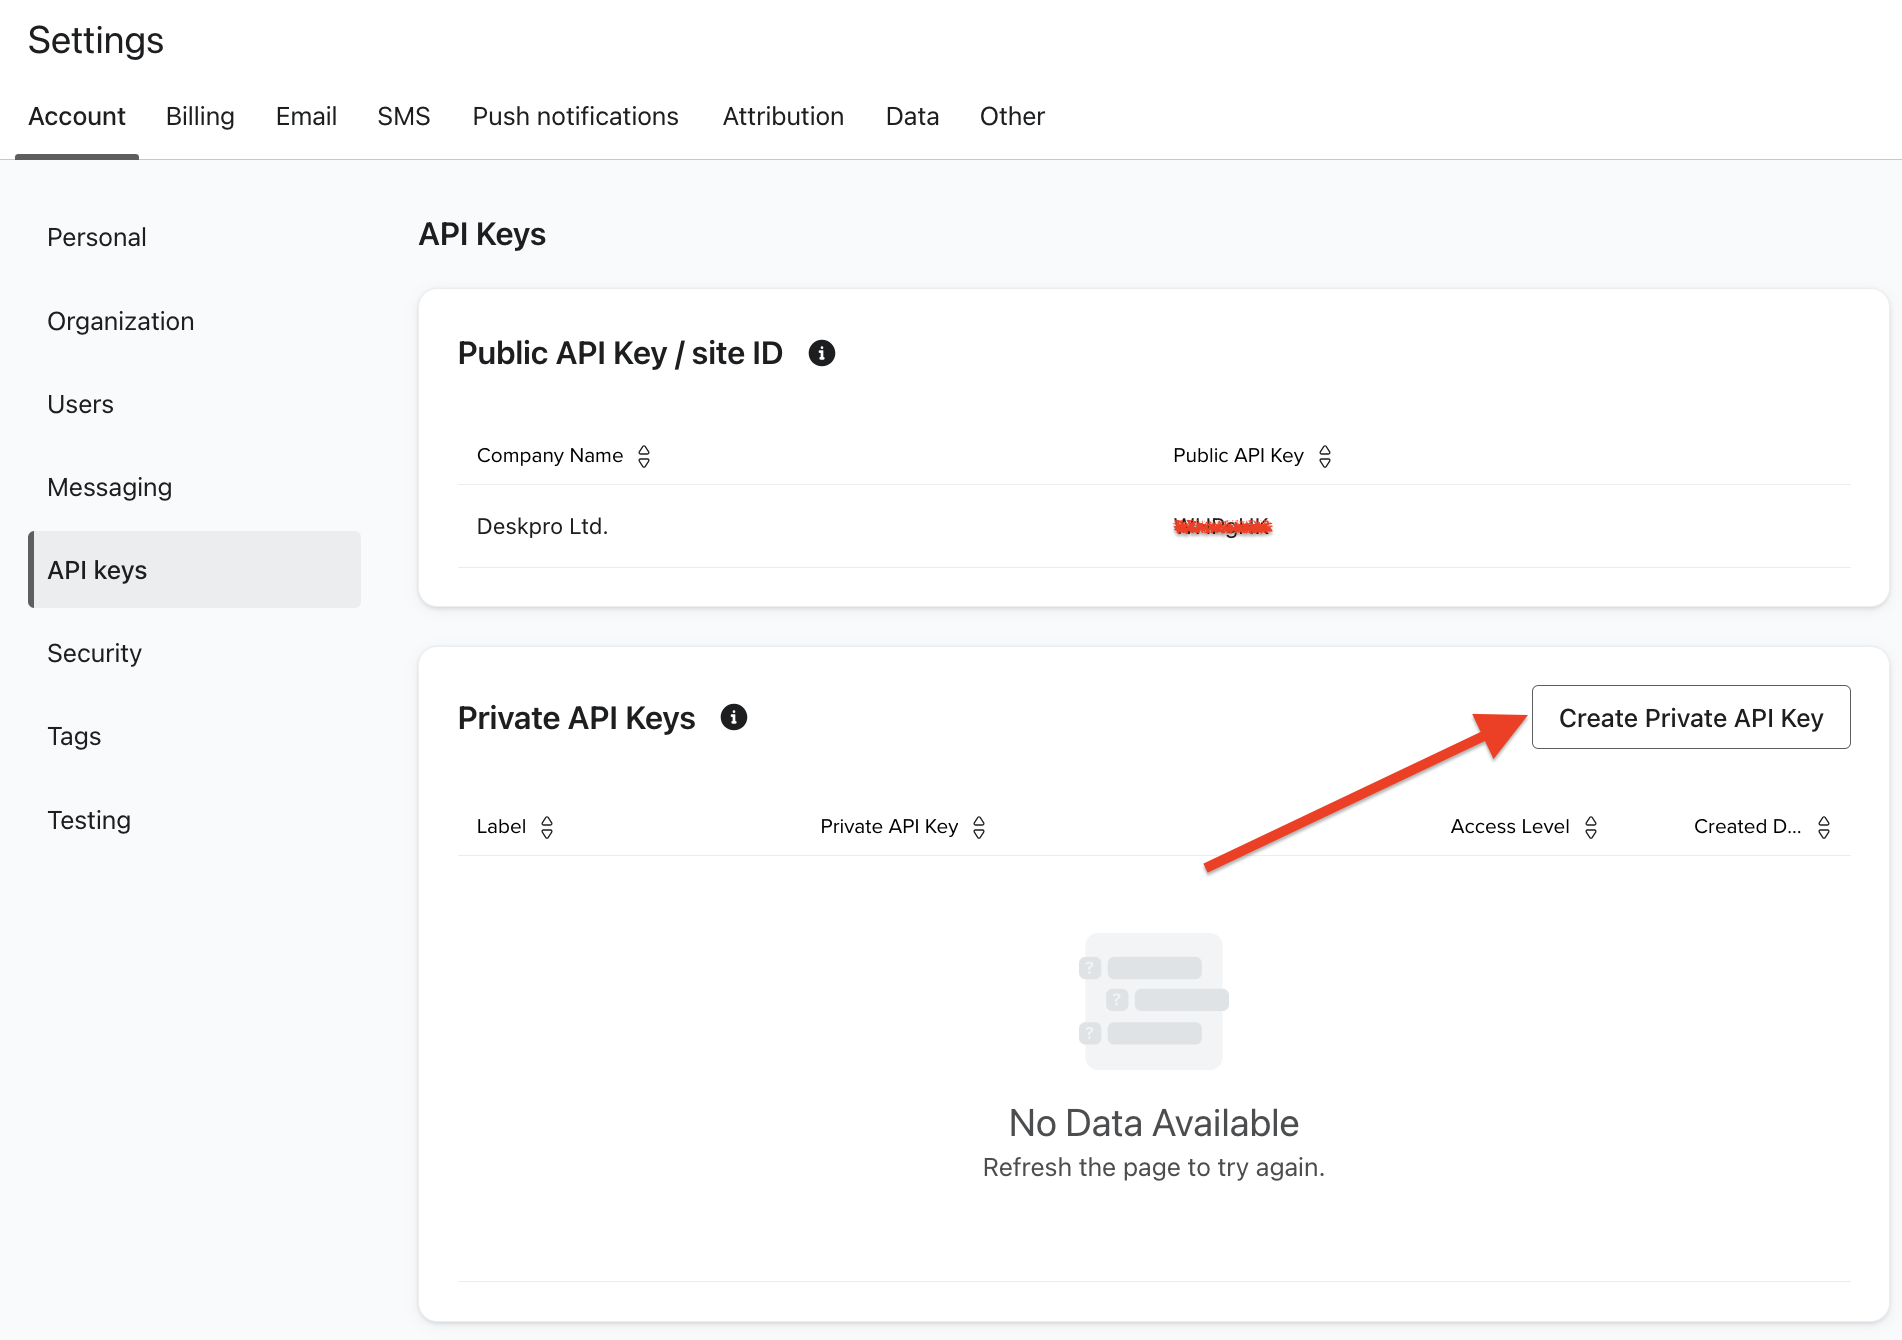 Settings
Account Billing Email SMS Push notifications Attribution Data Other
Personal
Organization
Users
Messaging
API keys
Security
Tags
Testing
API Keys
Public API Key / site ID
Company Name Public API Key
Deskpro Ltd.
Private API Keys
Create Private API Key
Label Private API Key Access Level Created D...
?
?
?
No Data Available
Refresh the page to try again.